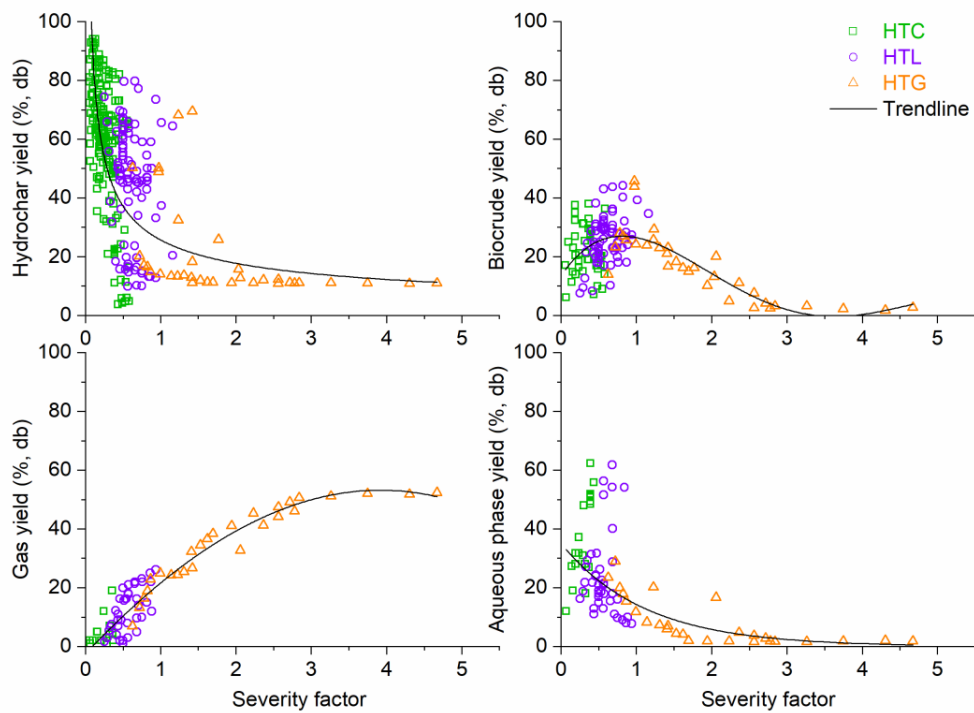 Hydrochar yield (%, db)
100
80
60
40
20
0
0 1 2 3 4 5
Biocrude yield (%, db)
100
80
60
40
20
0
0 1 2 3 4 5
HTC
HTL
HTG
Trendline
Gas yield (%, db)
100
80
60
40
20
0
0 1 2 3 4 5
Severity factor
Aqueous phase yield (%, db)
100
80
60
40
20
0
0 1 2 3 4 5
Severity factor